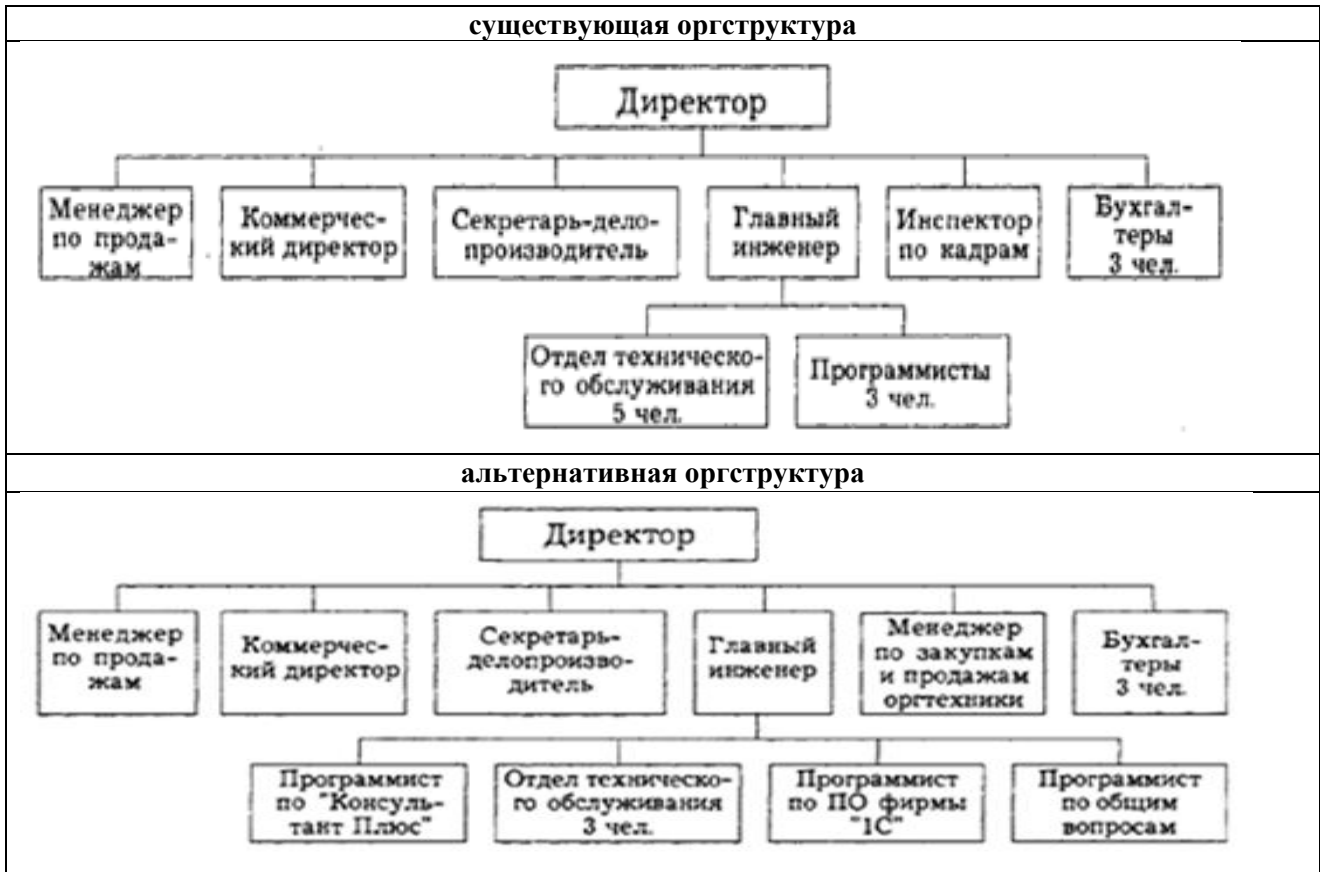 существующая оргструктура
Директор
Менеджер
по прода-
жам
Коммерчес-
кий директор
Секретарь-дело-
производитель
Главный
инженер
Инспектор
по кадрам
Бухгал-
теры
3 чел.
Отдел техническо-
го обслуживания
5 чел.
Программисты
3 чел.
альтернативная оргструктура
Директор
Менеджер
по прода-
жам
Коммерчес-
кий директор
Секретарь-
делопроизво-
дитель
Главный
инженер
Менеджер
по закупкам
и продажам
оргтехники
Бухгал-
теры
3 чел.
Программист
по "Консуль-
тант Плюс"
Отдел техническо-
го обслуживания
3 чел.
Программист
по ПО фирмы
"1С"
Программист
по общим
вопросам